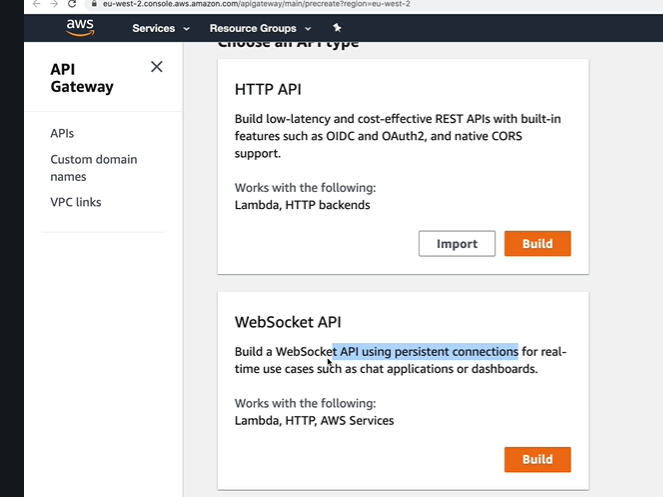 eu-west-2.console.aws.amazon.com/apigateway/main/precreate?region=eu-west-2
aws
Services
Resource Groups
Choose an API type
API
Gateway
APIs
Custom domain
names
VPC links
HTTP API
Build low-latency and cost-effective REST APIs with built-in
features such as OIDC and OAuth2, and native CORS
support.
Works with the following:
Lambda, HTTP backends
Import
Build
WebSocket API
Build a WebSocket API using persistent connections for real-
time use cases such as chat applications or dashboards.
Works with the following:
Lambda, HTTP, AWS Services
Build